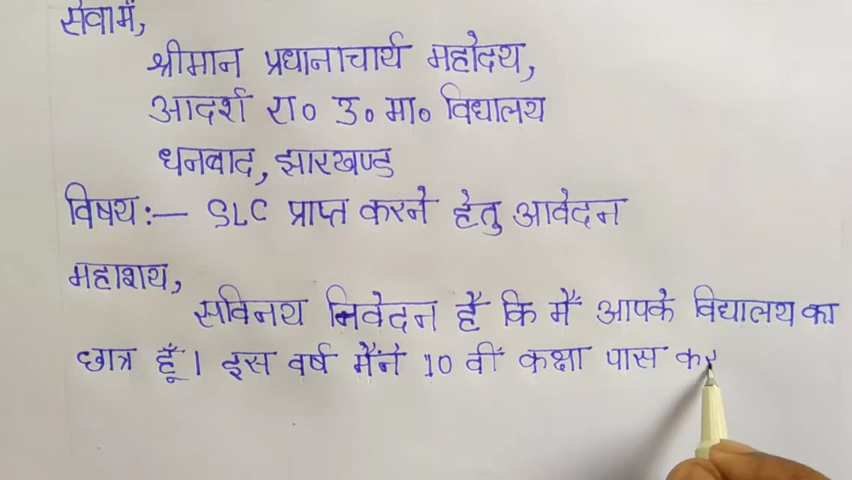 सेवा में,
श्रीमान प्रधानाचार्य महोदय,
आदर्श रा० उ० मा० विधालय
धनबाद, झारखण्ड
विषय:— SLC प्राप्त करने हेतु आवेदन
महाशय,
सविनय निवेदन है कि मैं आपके विद्यालय का
छात्र हूँ। इस वर्ष मैंने 10 वीं कक्षा पास कर